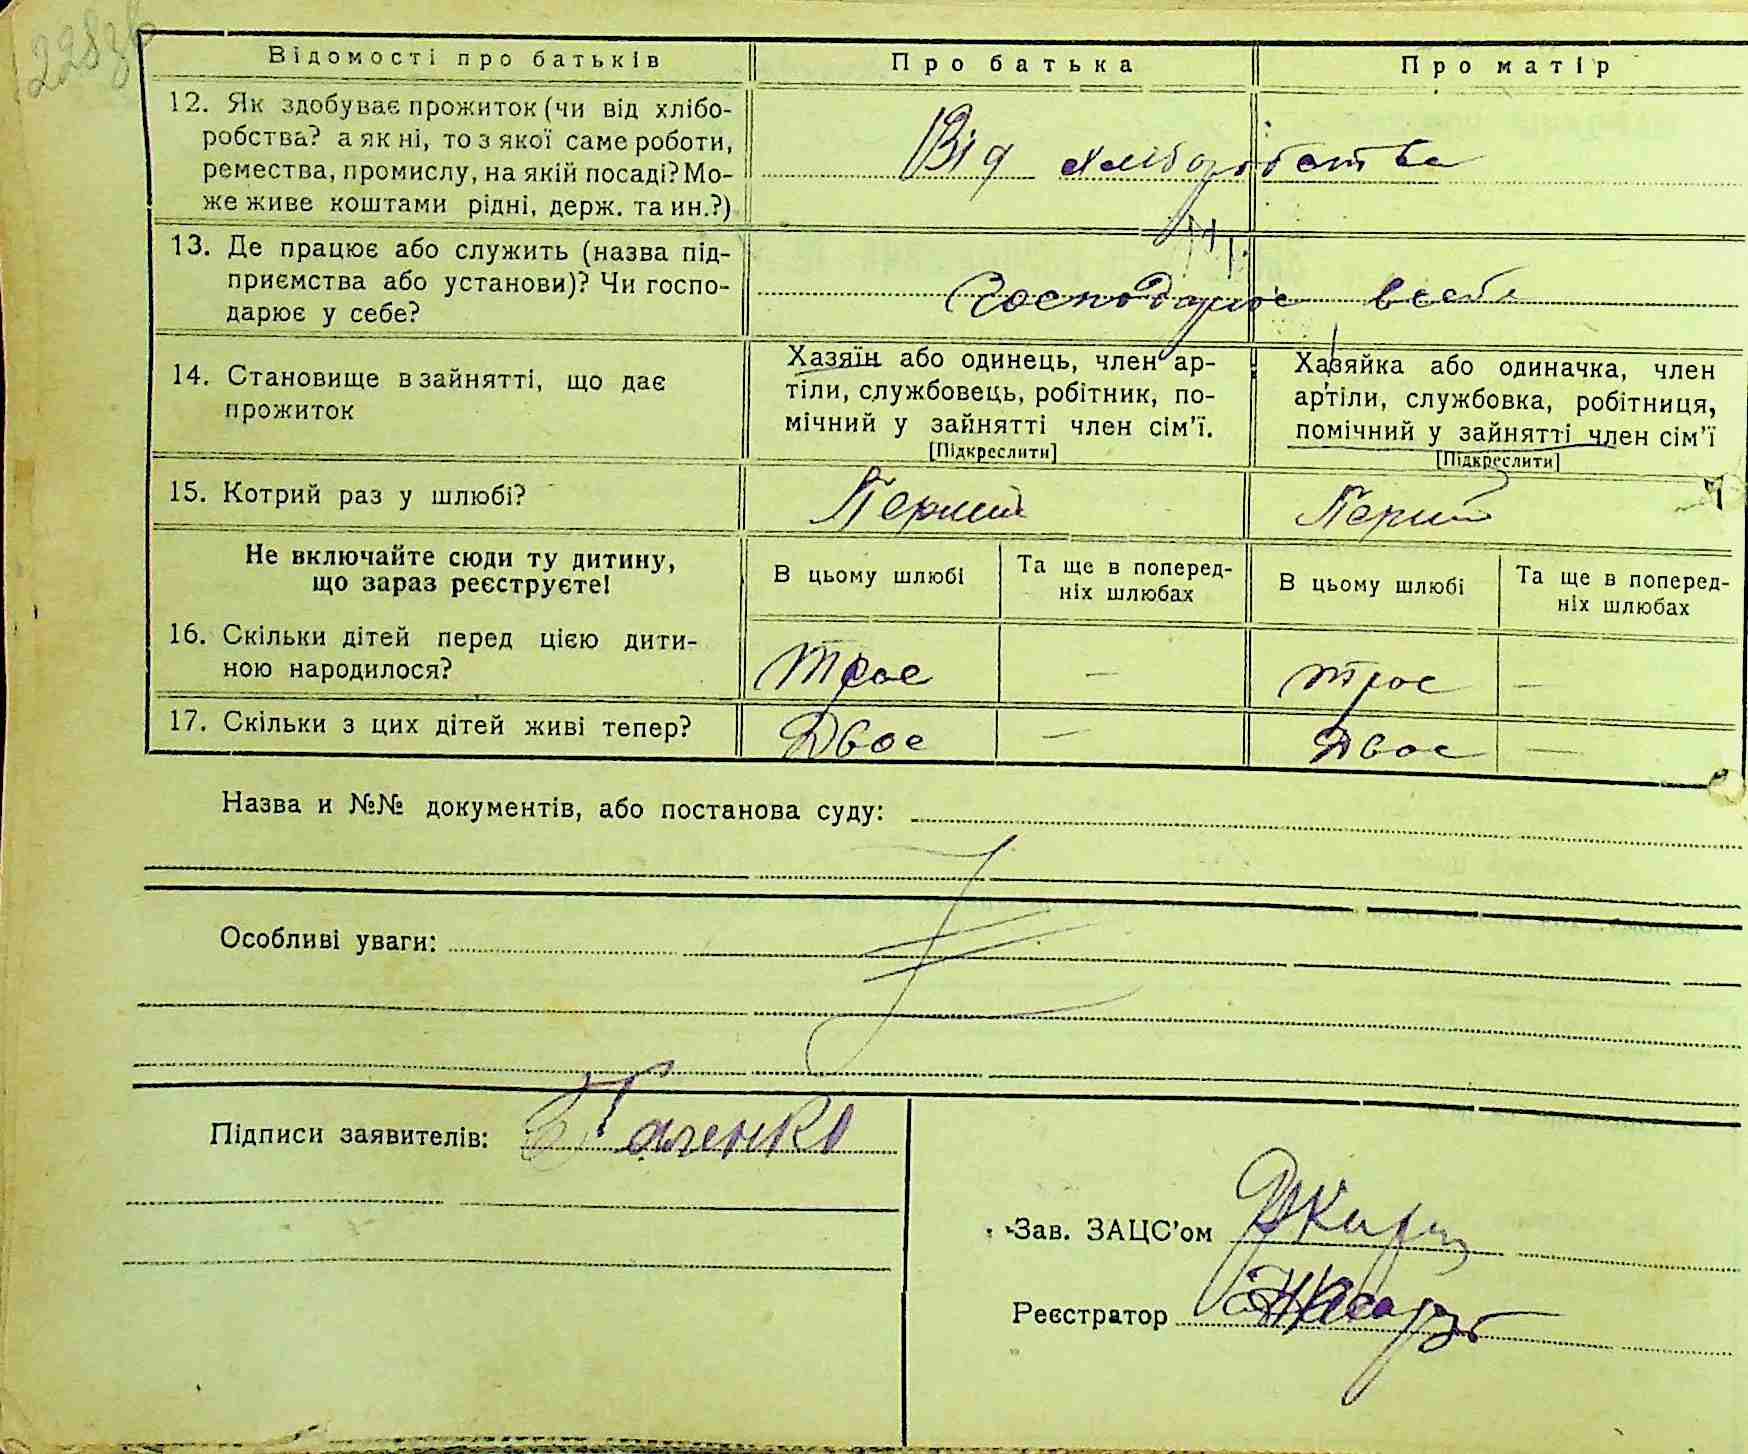 228зв
Відомості про батьків Про батька Про матір
12. Як здобуває прожиток (чи від хлібо-
робства? а як ні, то з якої саме роботи,
ремества, промислу, на якій посаді? Мо-
же живе коштами рідні, держ. та ин.?)
Від хліборобства
13. Де працює або служить (назва під-
приємства або установи)? Чи госпо-
дарює у себе?
Господарює в себе
14. Становище в зайнятті, що дає
прожиток
Хазяїн або одинець, член ар-
тіли, службовець, робітник, по-
мічний у зайнятті член сім'ї.
[Підкреслити]
Хазяйка або одиначка, член
артіли, службовка, робітниця,
помічний у зайнятті член сім'ї
[Підкреслити]
15. Котрий раз у шлюбі? Перший Перший
Не включайте сюди ту дитину,
що зараз реєструєте!
В цьому шлюбі
Та ще в поперед-
ніх шлюбах
В цьому шлюбі
Та ще в поперед-
ніх шлюбах
16. Скільки дітей перед цією дити-
ною народилося?
Троє — троє —
17. Скільки з цих дітей живі тепер? Двоє — Двоє —
Назва и №№ документів, або постанова суду:
Особливі уваги:
Підписи заявителів:
Зав. ЗАЦС'ом
Реєстратор